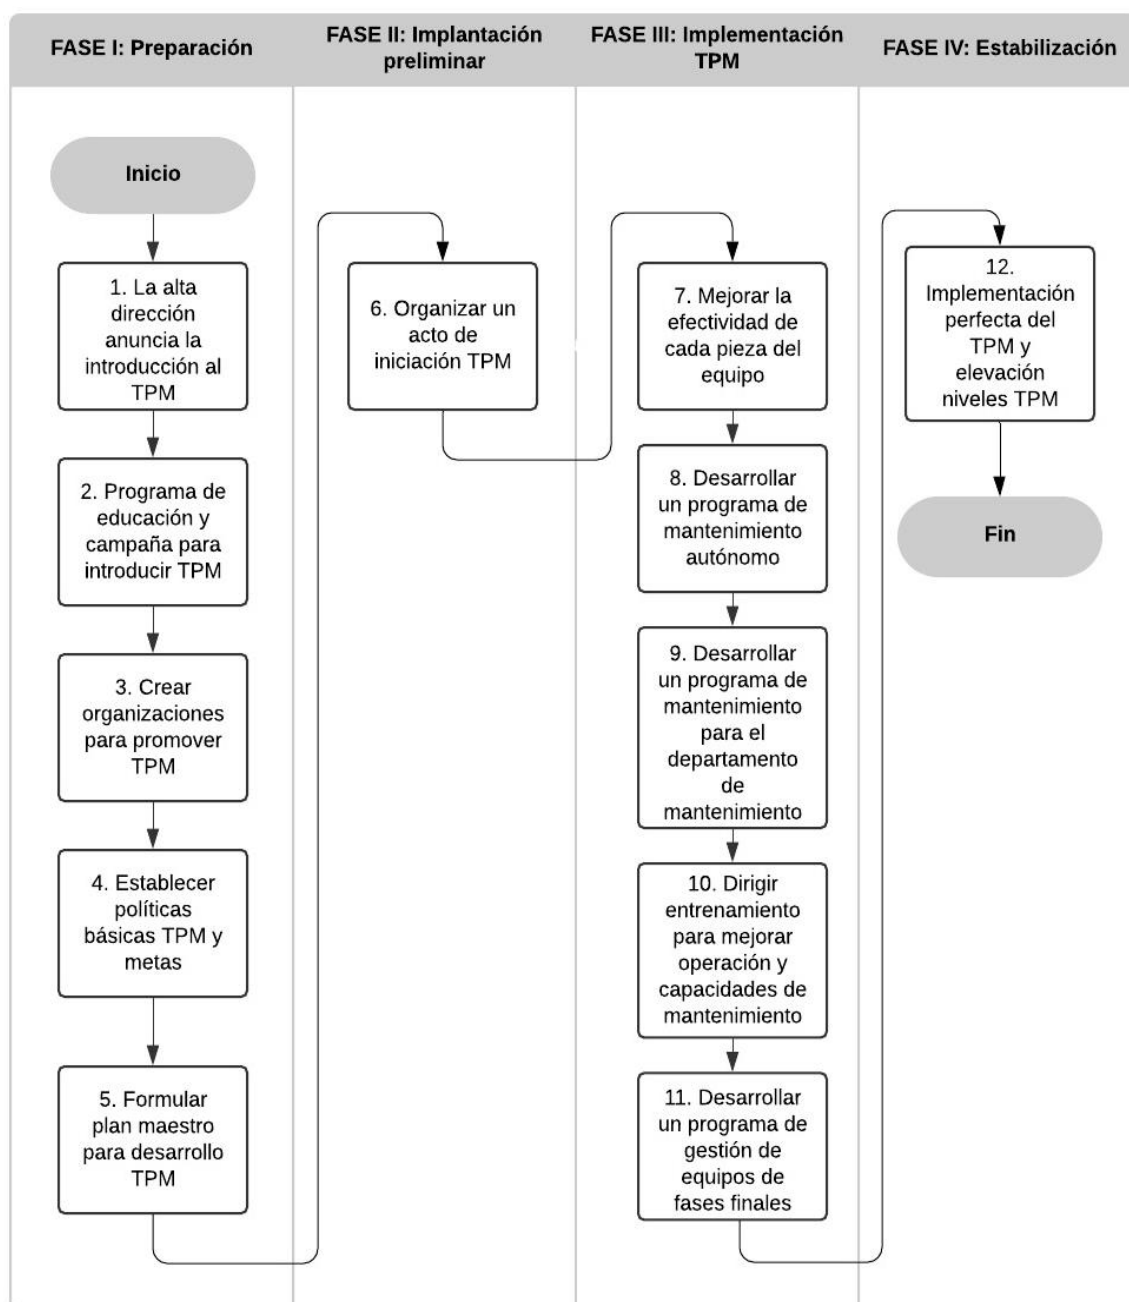 FASE I: Preparación
FASE II: Implantación
preliminar
FASE III: Implementación
TPM
FASE IV: Estabilización
Inicio
1. La alta
dirección
anuncia la
introducción al
TPM
2. Programa de
educación y
campaña para
introducir TPM
3. Crear
organizaciones
para promover
TPM
4. Establecer
políticas
básicas TPM y
metas
5. Formular
plan maestro
para desarrollo
TPM
6. Organizar un
acto de
iniciación TPM
7. Mejorar la
efectividad de
cada pieza del
equipo
8. Desarrollar
un programa de
mantenimiento
autónomo
9. Desarrollar
un programa de
mantenimiento
para el
departamento
de
mantenimiento
10. Dirigir
entrenamiento
para mejorar
operación y
capacidades de
mantenimiento
11. Desarrollar
un programa de
gestión de
equipos de
fases finales
12.
Implementación
perfecta del
TPM y
elevación
niveles TPM
Fin